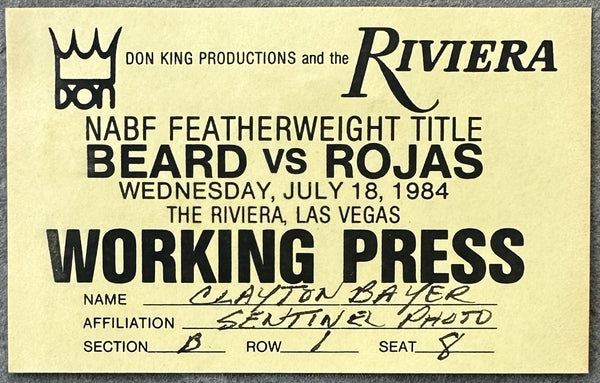 DON DON KING PRODUCTIONS and the RIVIERA
NABF FEATHERWEIGHT TITLE
BEARD VS ROJAS
WEDNESDAY, JULY 18, 1984
THE RIVIERA, LAS VEGAS
WORKING PRESS
NAME CLAYTON BAYER
AFFILIATION SENTINEL PHOTO
SECTION B ROW 1 SEAT 8